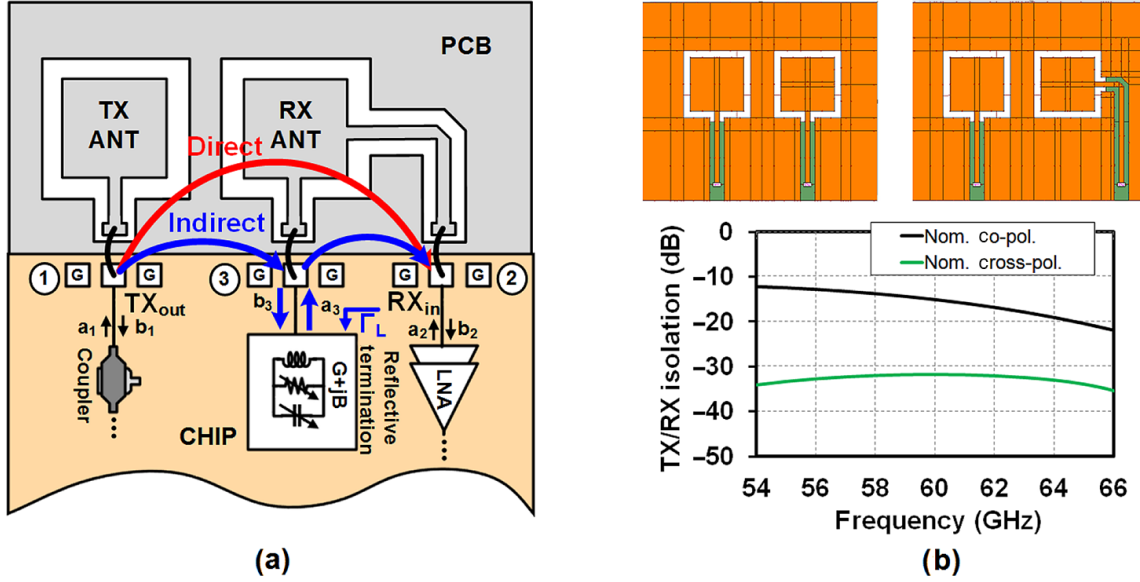 PCB
TX
ANT
RX
ANT
Direct
Indirect
1
G
G
3
G
G
G
G
2
TXout
b3
a3
RXin
ΓL
a1
b1
a2
b2
Coupler
G+jB
Reflective
termination
LNA
CHIP
(a)
TX/RX isolation (dB)
0
−10
−20
−30
−40
−50
Nom. co-pol.
Nom. cross-pol.
54 56 58 60 62 64 66
Frequency (GHz)
(b)